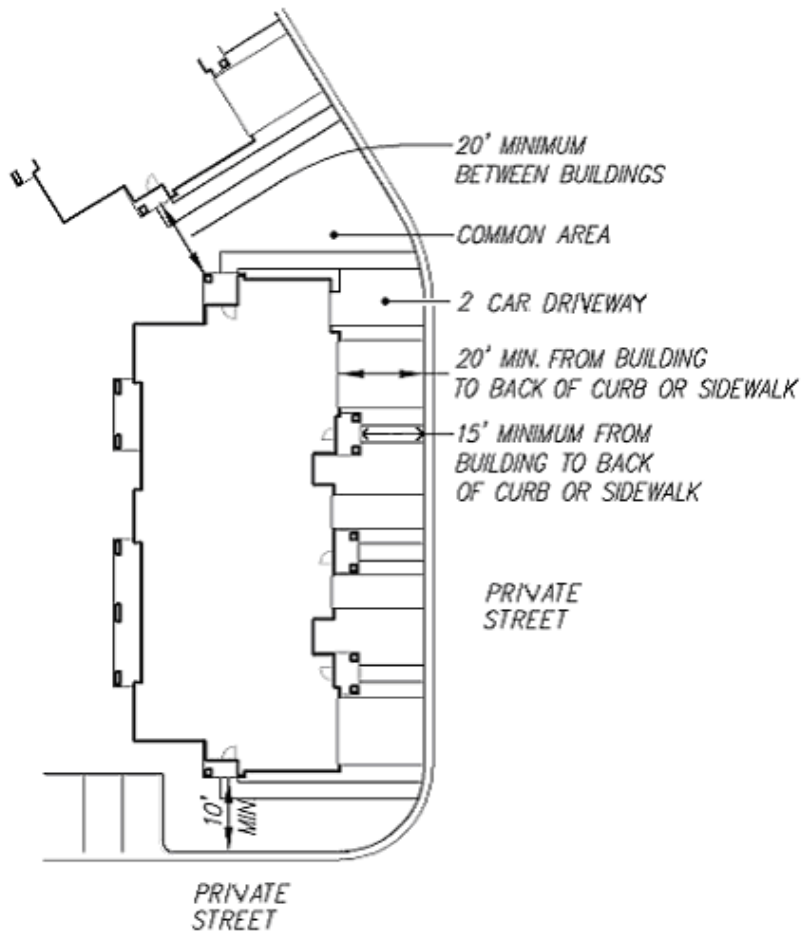 20' MINIMUM
BETWEEN BUILDINGS
COMMON AREA
2 CAR DRIVEWAY
20' MIN. FROM BUILDING
TO BACK OF CURB OR SIDEWALK
15' MINIMUM FROM
BUILDING TO BACK
OF CURB OR SIDEWALK
PRIVATE
STREET
10'
MIN.
PRIVATE
STREET